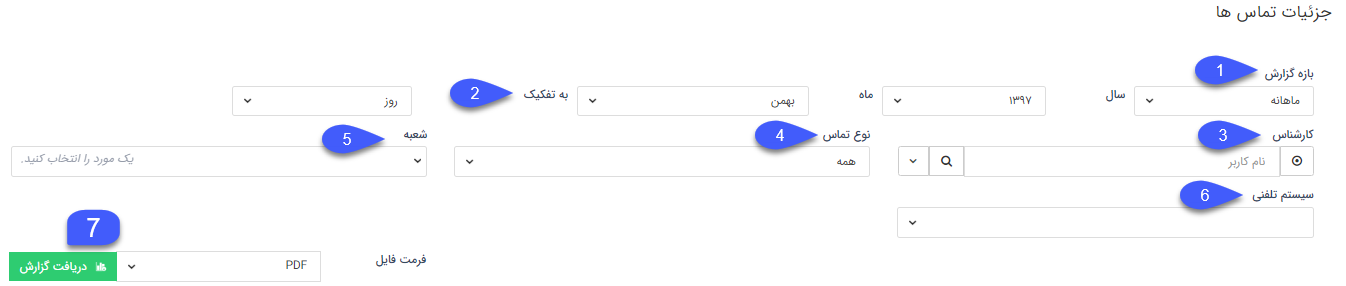 جزئیات تماس ها
بازه گزارش 1
ماهانه سال ۱۳۹۷ ماه بهمن به تفکیک 2 روز
کارشناس 3 نوع تماس 4 شعبه 5
نام کاربر همه یک مورد را انتخاب کنید.
سیستم تلفنی 6
7
فرمت فایل PDF دریافت گزارش